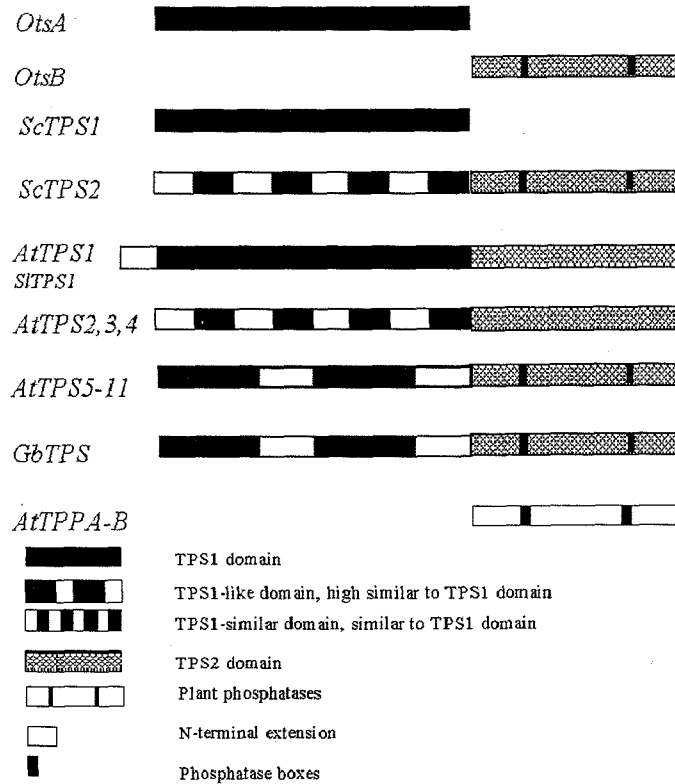 OtsA
OtsB
ScTPS1
ScTPS2
AtTPS1
SlTPS1
AtTPS2,3,4
AtTPS5-11
GbTPS
AtTPPA-B
TPS1 domain
TPS1-like domain, high similar to TPS1 domain
TPS1-similar domain, similar to TPS1 domain
TPS2 domain
Plant phosphatases
N-terminal extension
Phosphatase boxes